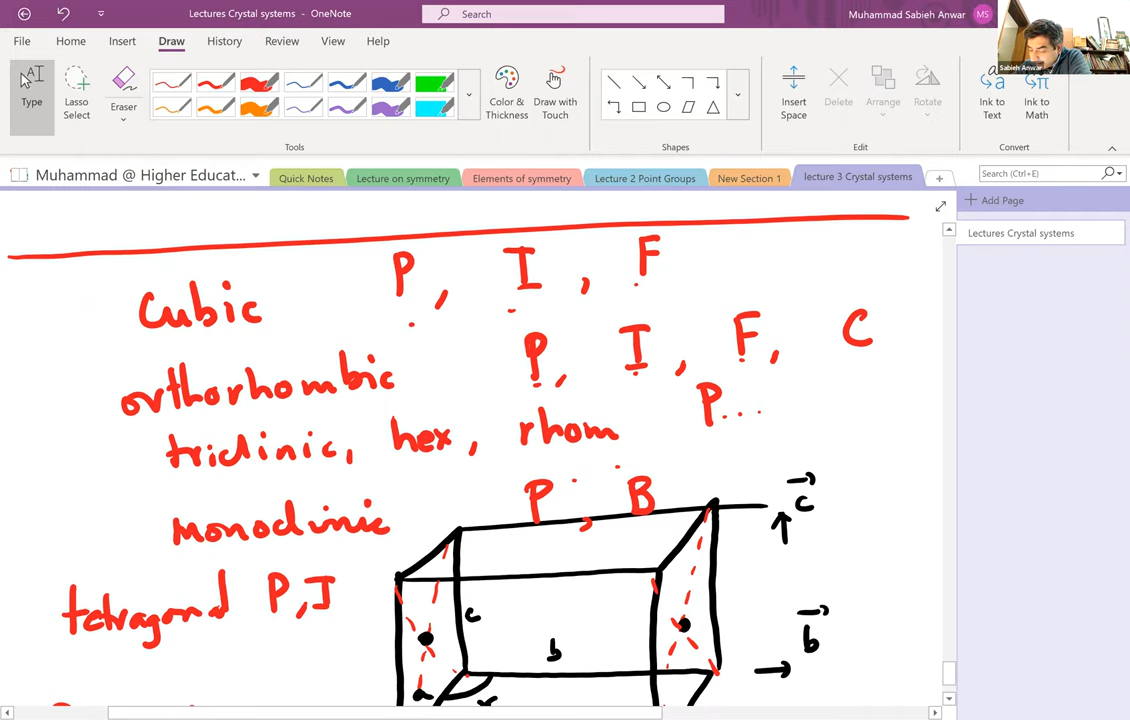 Lectures Crystal systems - OneNote
Search
Muhammad Sabieh Anwar
MS
Sabieh Anwar
File Home Insert Draw History Review View Help
Type
Lasso Select
Eraser
Color & Thickness
Draw with Touch
Insert Space
Delete
Arrange
Rotate
Ink to Text
Ink to Math
Tools
Shapes
Edit
Convert
Muhammad @ Higher Educat...
Quick Notes
Lecture on symmetry
Elements of symmetry
Lecture 2 Point Groups
New Section 1
lecture 3 Crystal systems
Search (Ctrl+E)
Add Page
Lectures Crystal systems
Cubic P, I, F
orthorhombic P, I, F, C
triclinic, hex, rhom P...
monoclinic P, B
tetragonal P, I
c
c
b
b
a